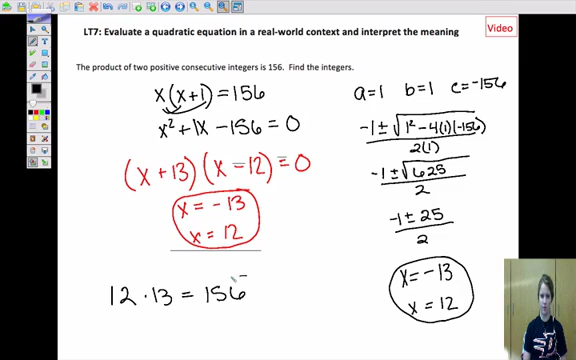 LT7: Evaluate a quadratic equation in a real-world context and interpret the meaning
Video
The product of two positive consecutive integers is 156. Find the integers.
x(x+1)=156
x²+1x-156=0
(x+13)(x-12)=0
x=-13
x=12
12·13=156
a=1 b=1 c=-156
-1±√1²-4(1)(-156)
2(1)
-1±√625
2
-1±25
2
x=-13
x=12